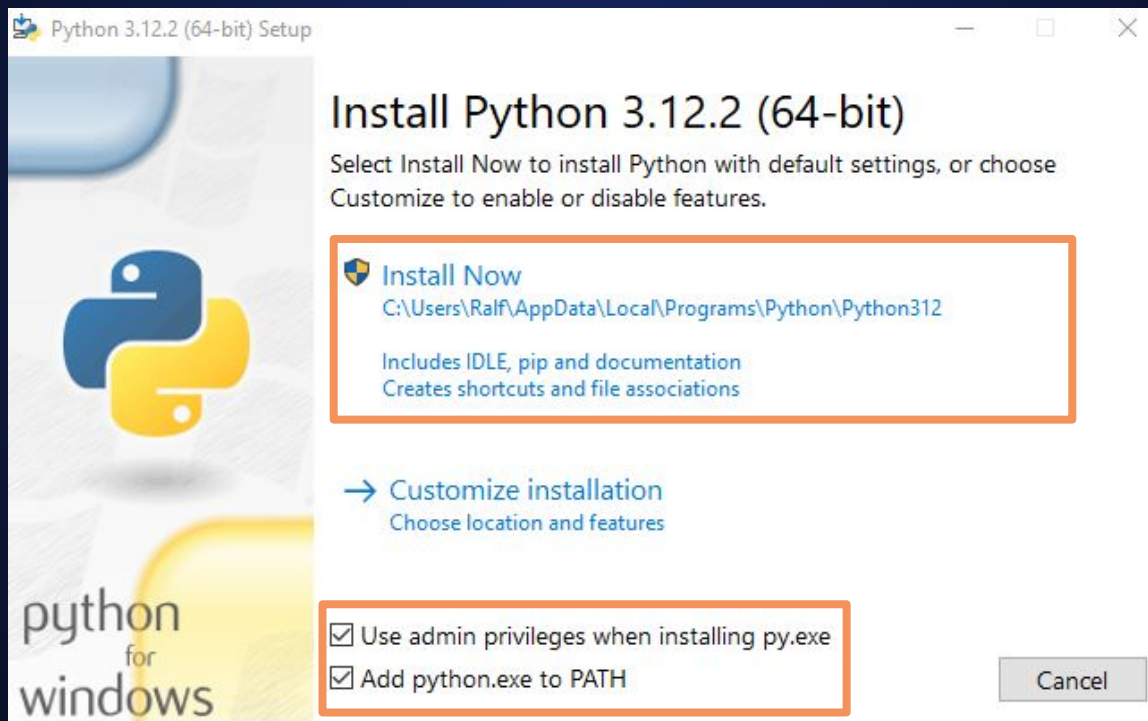 Python 3.12.2 (64-bit) Setup
Install Python 3.12.2 (64-bit)
Select Install Now to install Python with default settings, or choose
Customize to enable or disable features.
Install Now
C:\Users\Ralf\AppData\Local\Programs\Python\Python312
Includes IDLE, pip and documentation
Creates shortcuts and file associations
→ Customize installation
Choose location and features
python
for
windows
Use admin privileges when installing py.exe
Add python.exe to PATH
Cancel